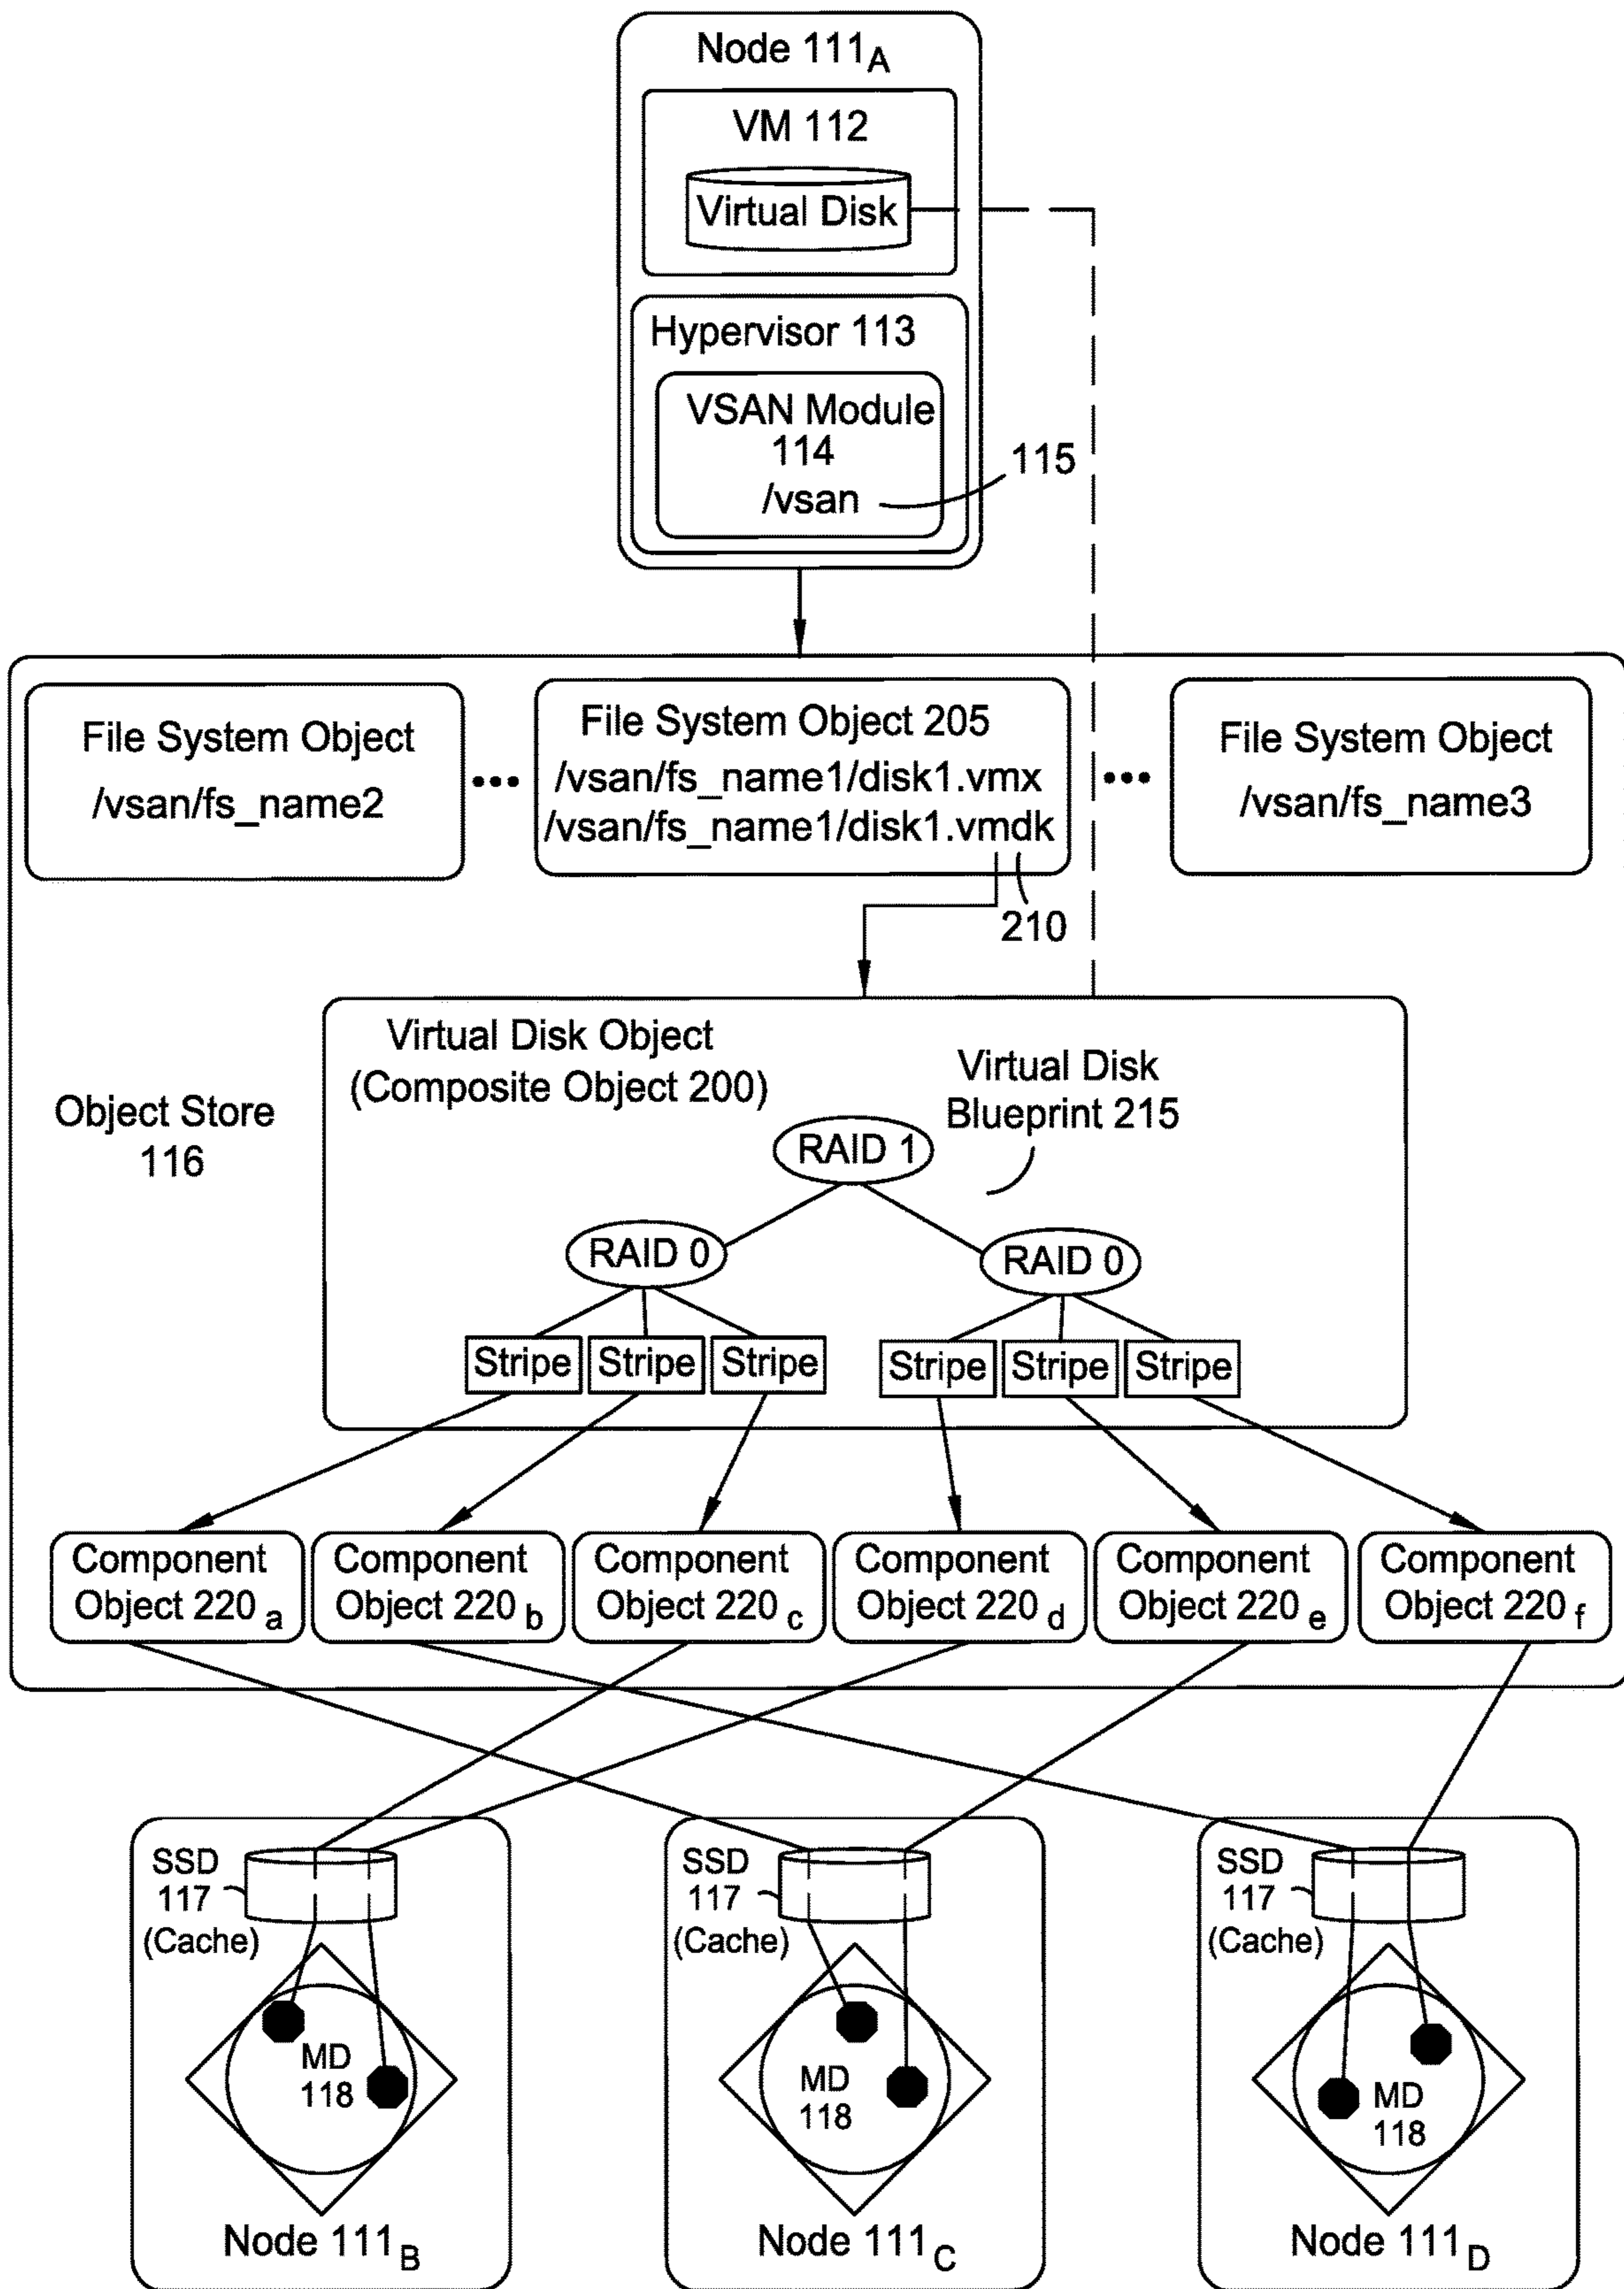 Node 111A
VM 112
Virtual Disk
Hypervisor 113
VSAN Module
114
/vsan
115
File System Object
/vsan/fs_name2
...
File System Object 205
/vsan/fs_name1/disk1.vmx
/vsan/fs_name1/disk1.vmdk
...
File System Object
/vsan/fs_name3
210
Object Store
116
Virtual Disk Object
(Composite Object 200)
Virtual Disk
Blueprint 215
RAID 1
RAID 0
RAID 0
Stripe
Stripe
Stripe
Stripe
Stripe
Stripe
Component
Object 220 a
Component
Object 220 b
Component
Object 220 c
Component
Object 220 d
Component
Object 220 e
Component
Object 220 f
SSD
117
(Cache)
MD
118
Node 111B
SSD
117
(Cache)
MD
118
Node 111C
SSD
117
(Cache)
MD
118
Node 111D